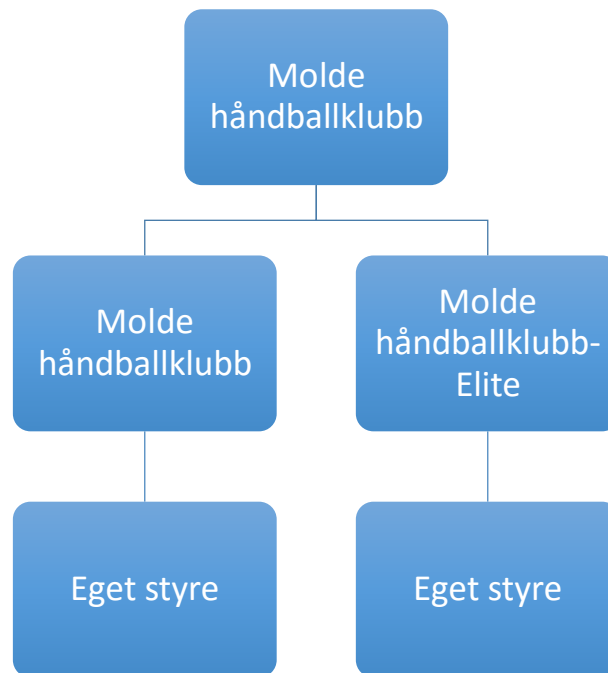 Molde
håndballklubb
Molde
håndballklubb
Molde
håndballklubb-
Elite
Eget styre
Eget styre